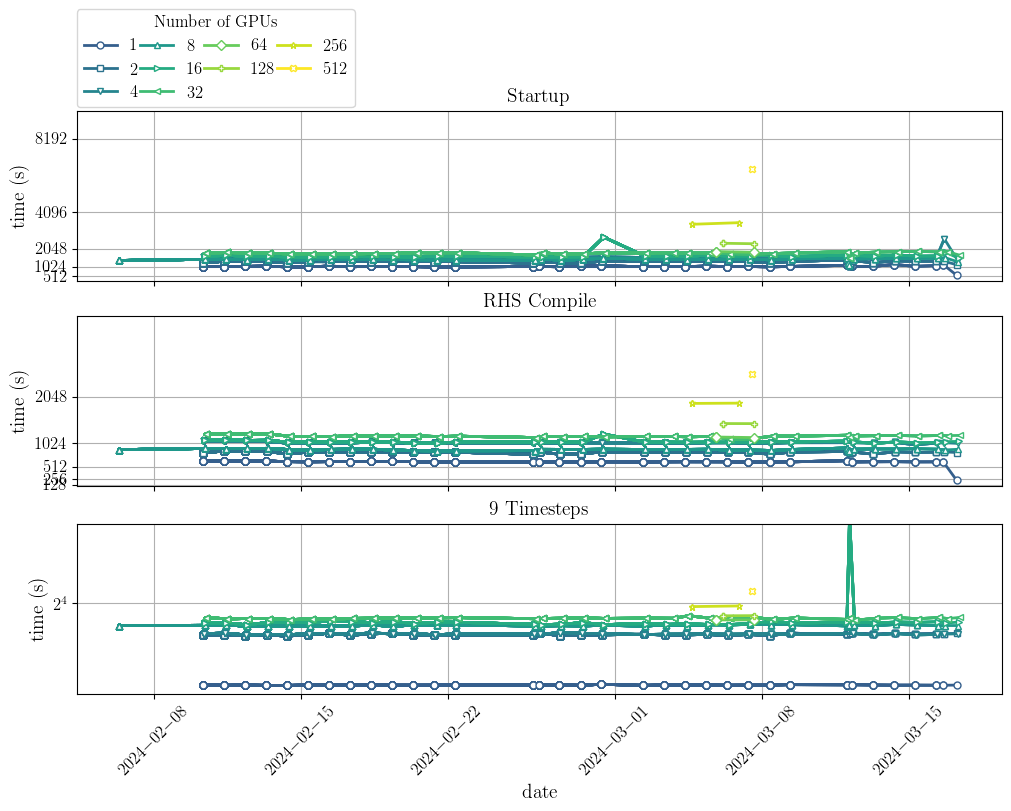 Number of GPUs
1 8 64 256
2 16 128 512
4 32
Startup
8192
4096
2048
1024
512
time (s)
RHS Compile
2048
1024
512
256
128
time (s)
9 Timesteps
2⁴
time (s)
2024−02−08 2024−02−15 2024−02−22 2024−03−01 2024−03−08 2024−03−15
date